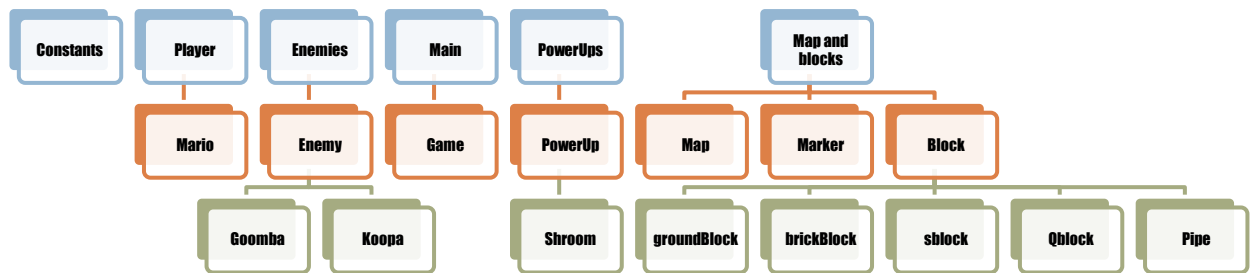 Constants
Player
Enemies
Main
PowerUps
Map and
blocks
Mario
Enemy
Game
PowerUp
Map
Marker
Block
Goomba
Koopa
Shroom
groundBlock
brickBlock
sblock
Qblock
Pipe